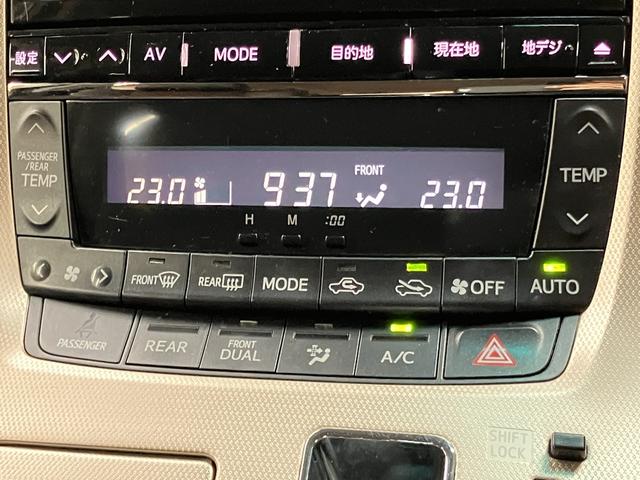 設定 AV MODE 目的地 現在地 地デジ
PASSENGER
/REAR
TEMP
TEMP
FRONT
23.0 9 37 23.0
H M :00
FRONT REAR MODE OFF AUTO
PASSENGER REAR FRONT
DUAL A/C
SHIFT
LOCK